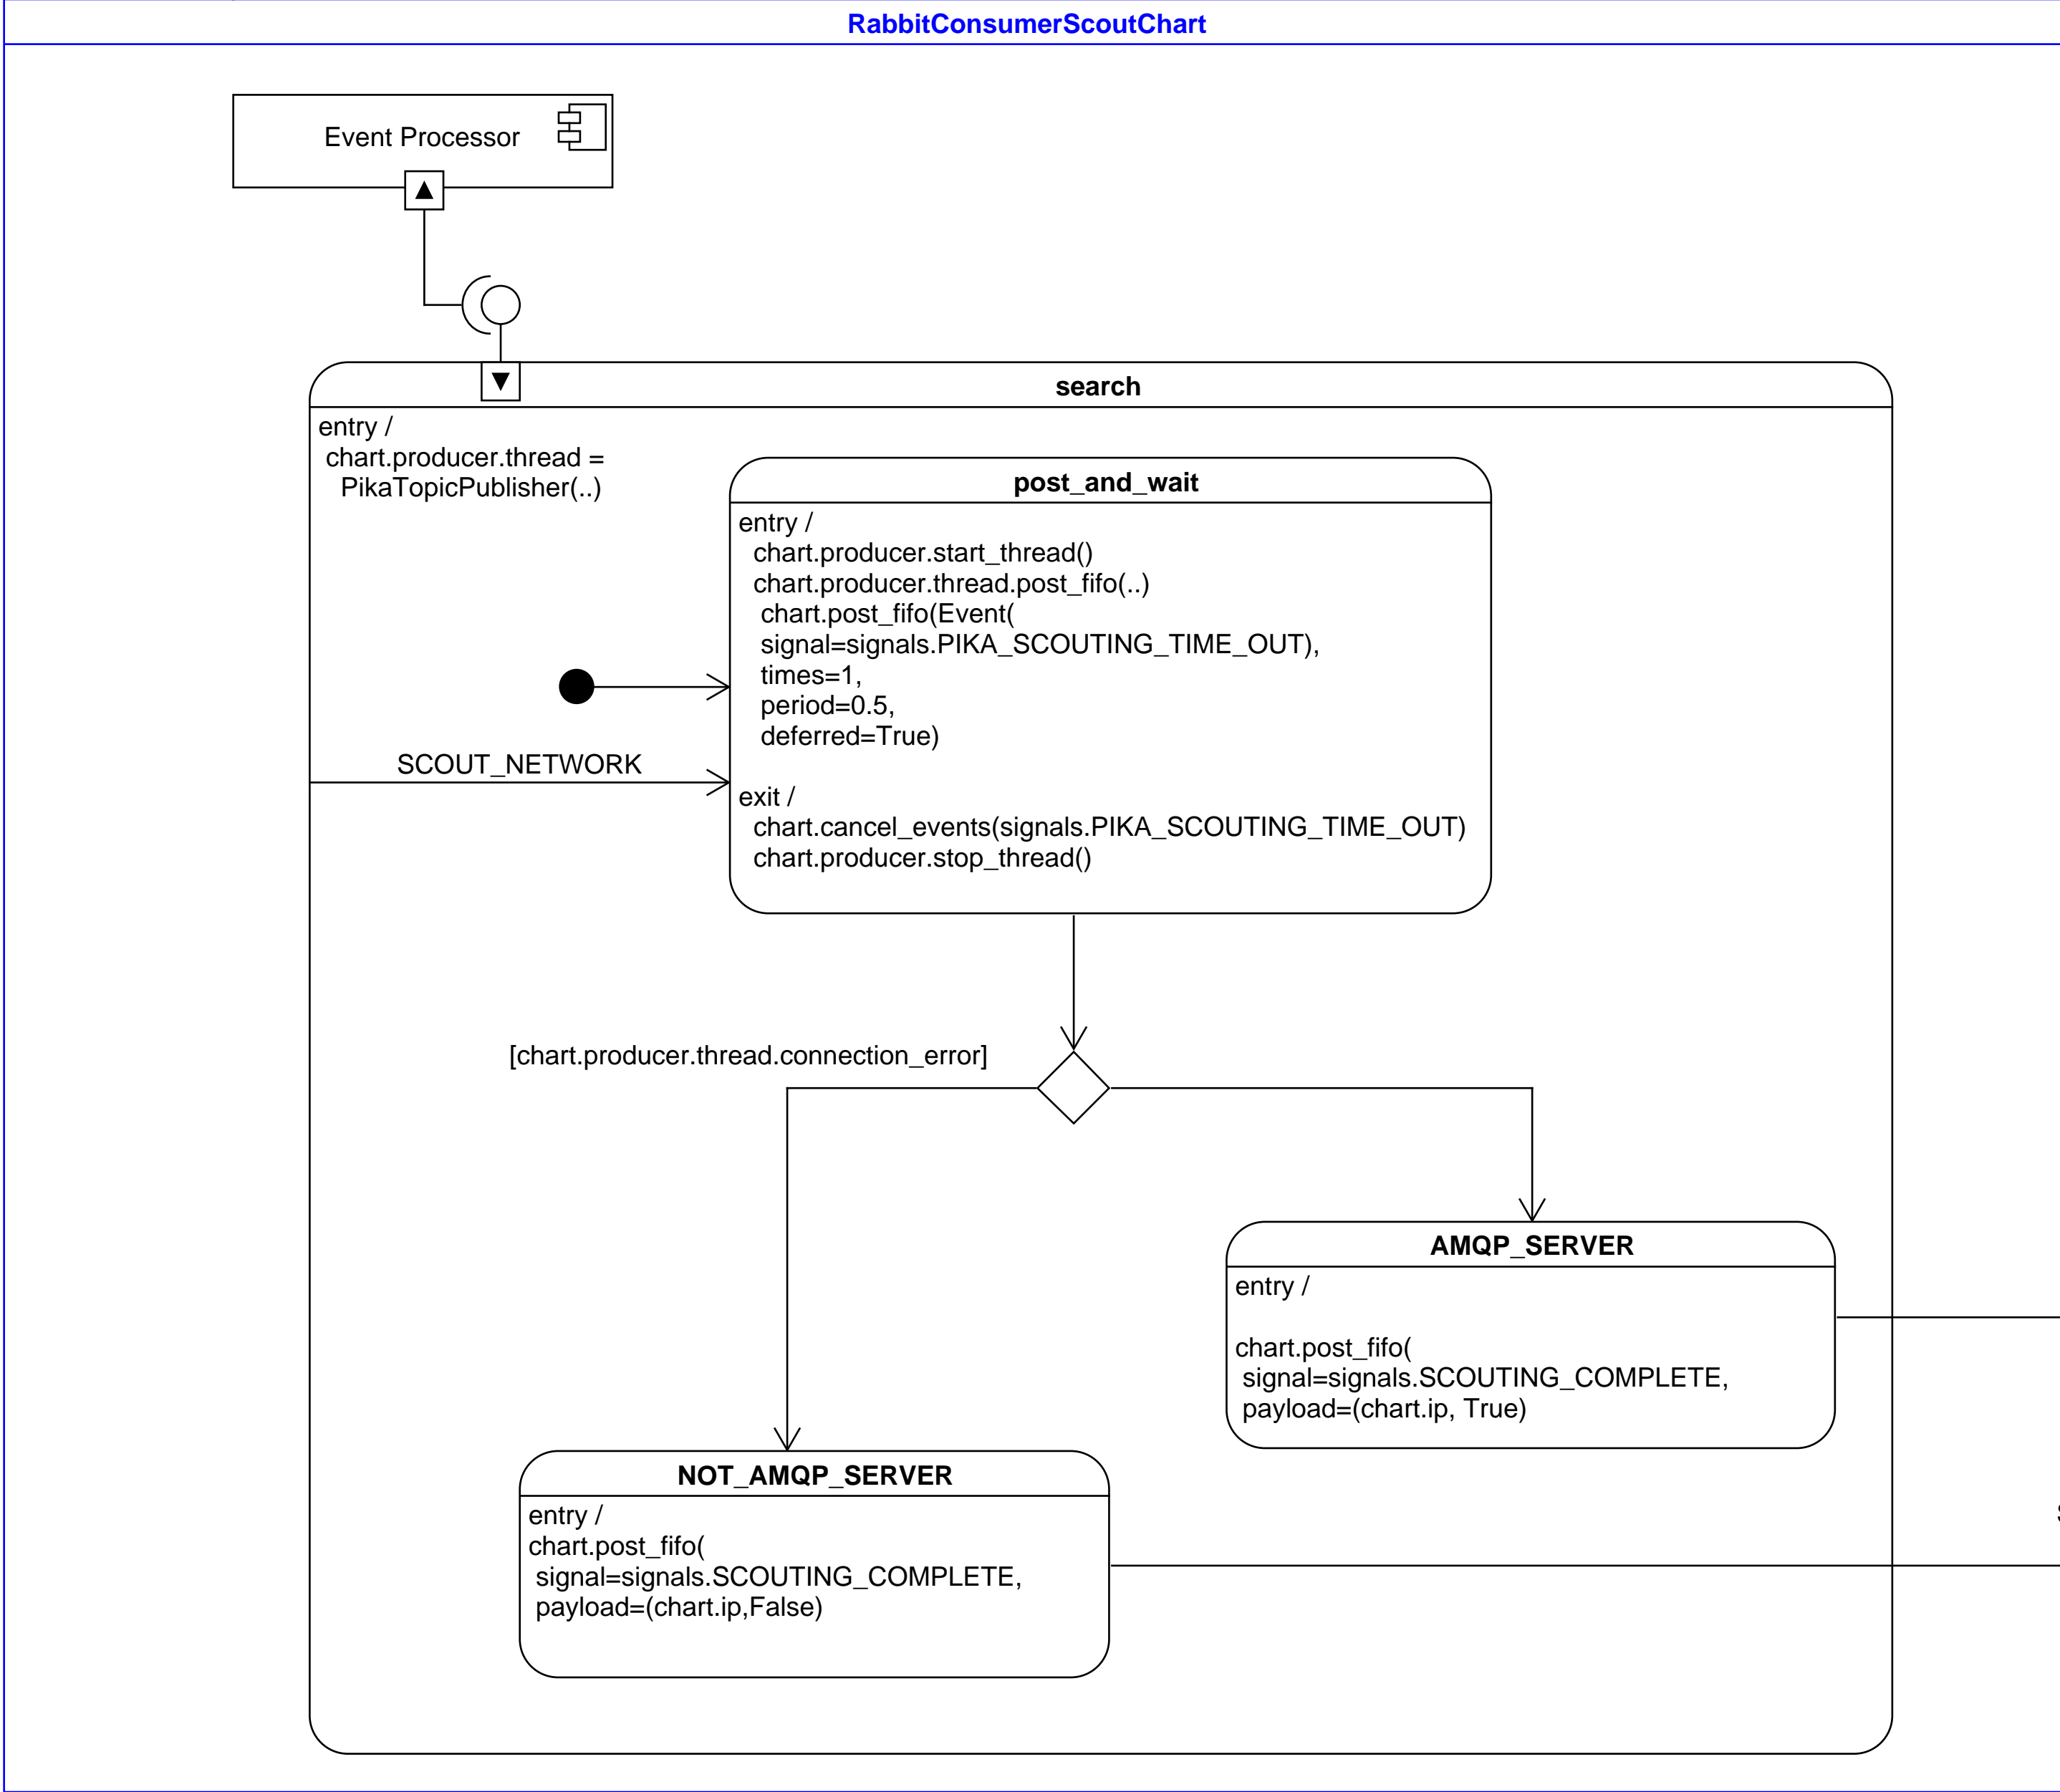 RabbitConsumerScoutChart
Event Processor
search
entry /
chart.producer.thread =
PikaTopicPublisher(..)
post_and_wait
entry /
chart.producer.start_thread()
chart.producer.thread.post_fifo(..)
chart.post_fifo(Event(
signal=signals.PIKA_SCOUTING_TIME_OUT),
times=1,
period=0.5,
deferred=True)
exit /
chart.cancel_events(signals.PIKA_SCOUTING_TIME_OUT)
chart.producer.stop_thread()
SCOUT_NETWORK
[chart.producer.thread.connection_error]
AMQP_SERVER
entry /
chart.post_fifo(
signal=signals.SCOUTING_COMPLETE,
payload=(chart.ip, True)
NOT_AMQP_SERVER
entry /
chart.post_fifo(
signal=signals.SCOUTING_COMPLETE,
payload=(chart.ip,False)